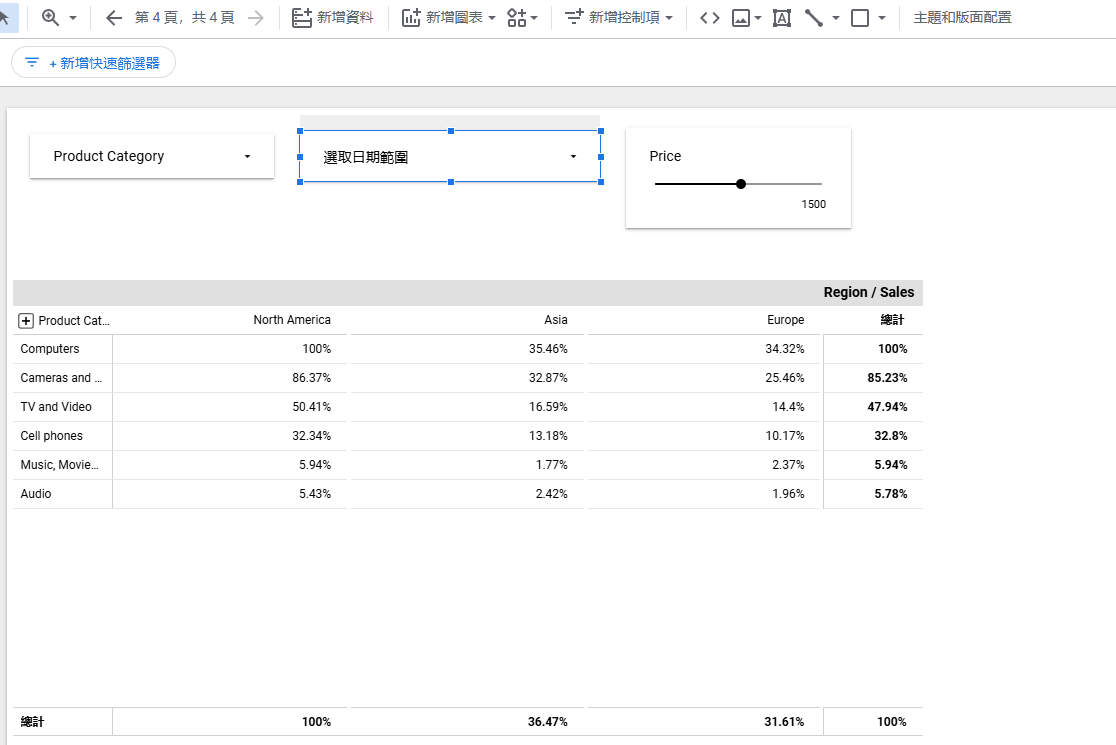 第 4 頁，共 4 頁 新增資料 新增圖表 新增控制項 主題和版面配置
+ 新增快速篩選器
Product Category
選取日期範圍
Price
1500
Region / Sales
Product Cat... North America Asia Europe 總計
Computers 100% 35.46% 34.32% 100%
Cameras and ... 86.37% 32.87% 25.46% 85.23%
TV and Video 50.41% 16.59% 14.4% 47.94%
Cell phones 32.34% 13.18% 10.17% 32.8%
Music, Movie... 5.94% 1.77% 2.37% 5.94%
Audio 5.43% 2.42% 1.96% 5.78%
總計 100% 36.47% 31.61% 100%